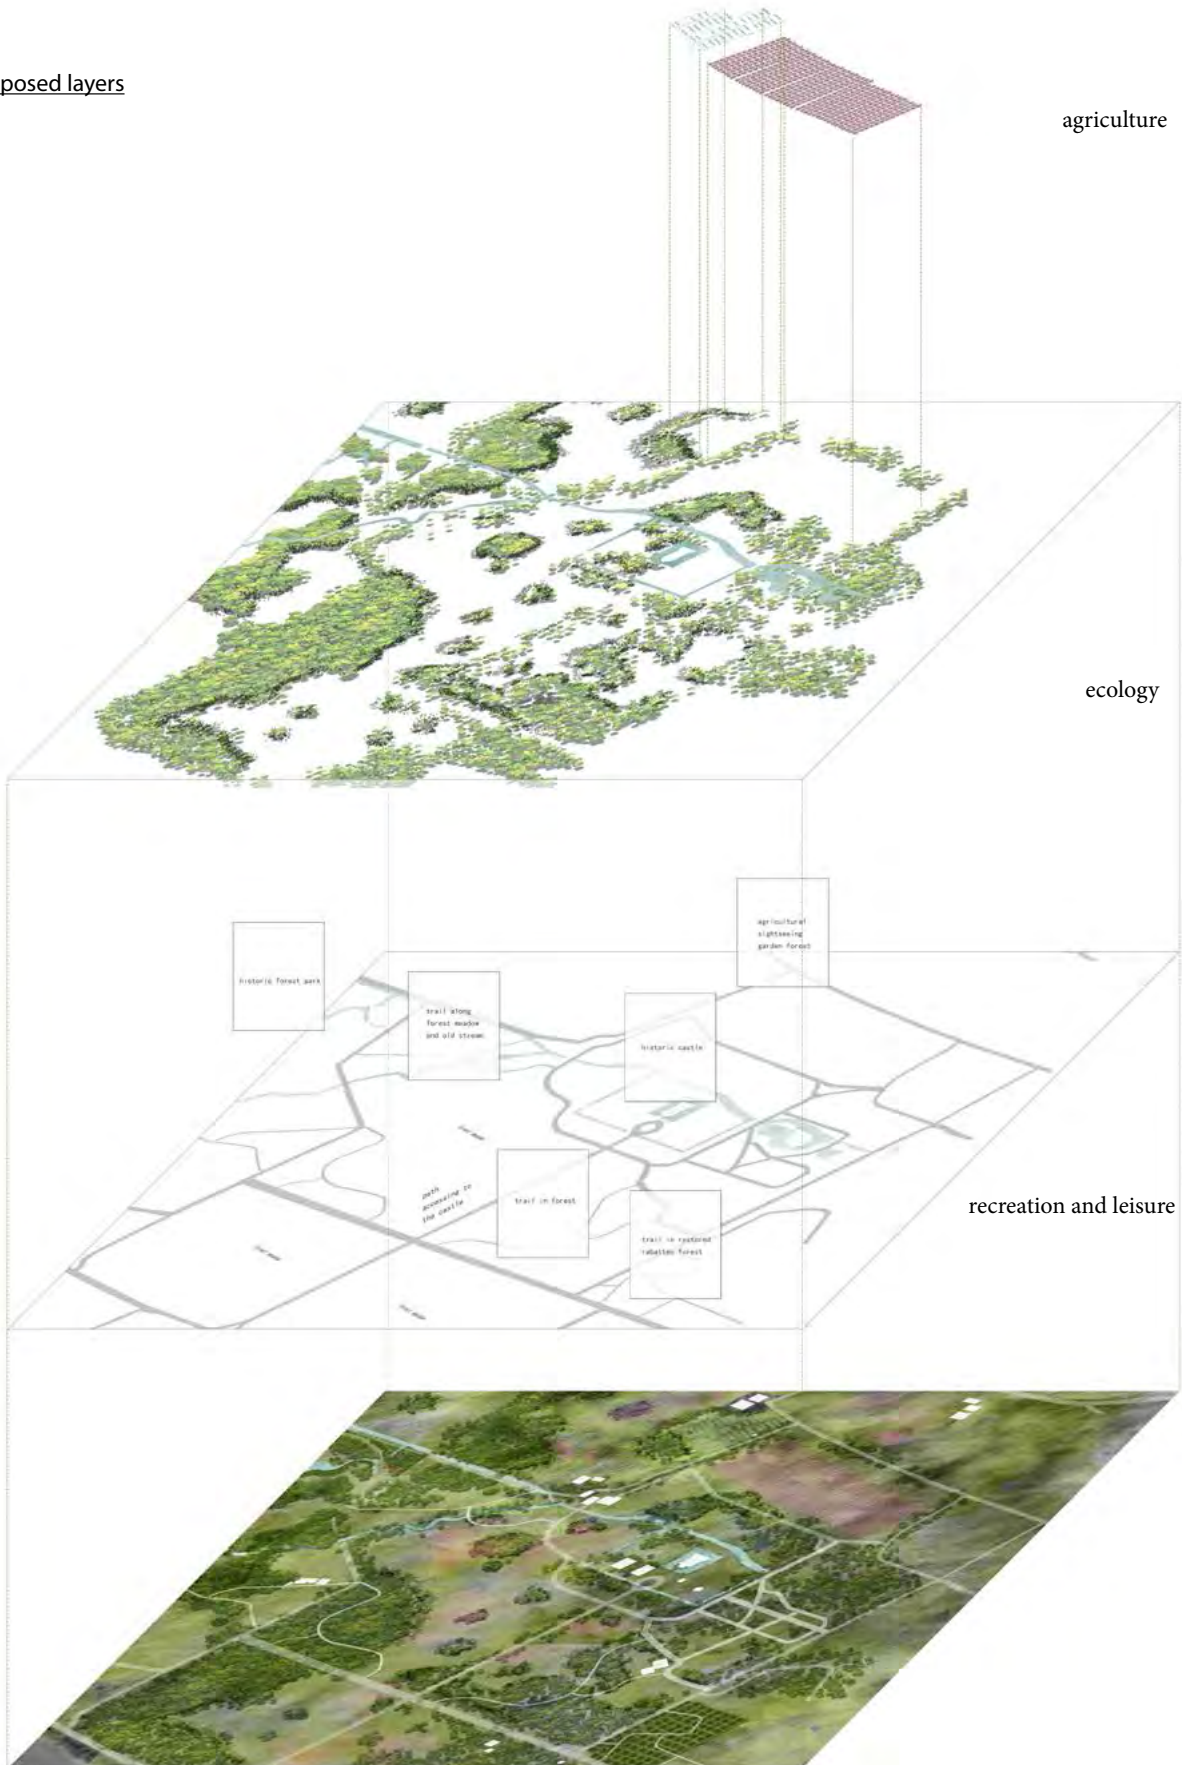 posed layers
agriculture
ecology
agricultural
sightseeing
garden forest
historic forest park
trail along
forest meadow
and old stream
historic castle
path
accessing to
the castle
trail in forest
recreation and leisure
trail in restored
rabatten forest